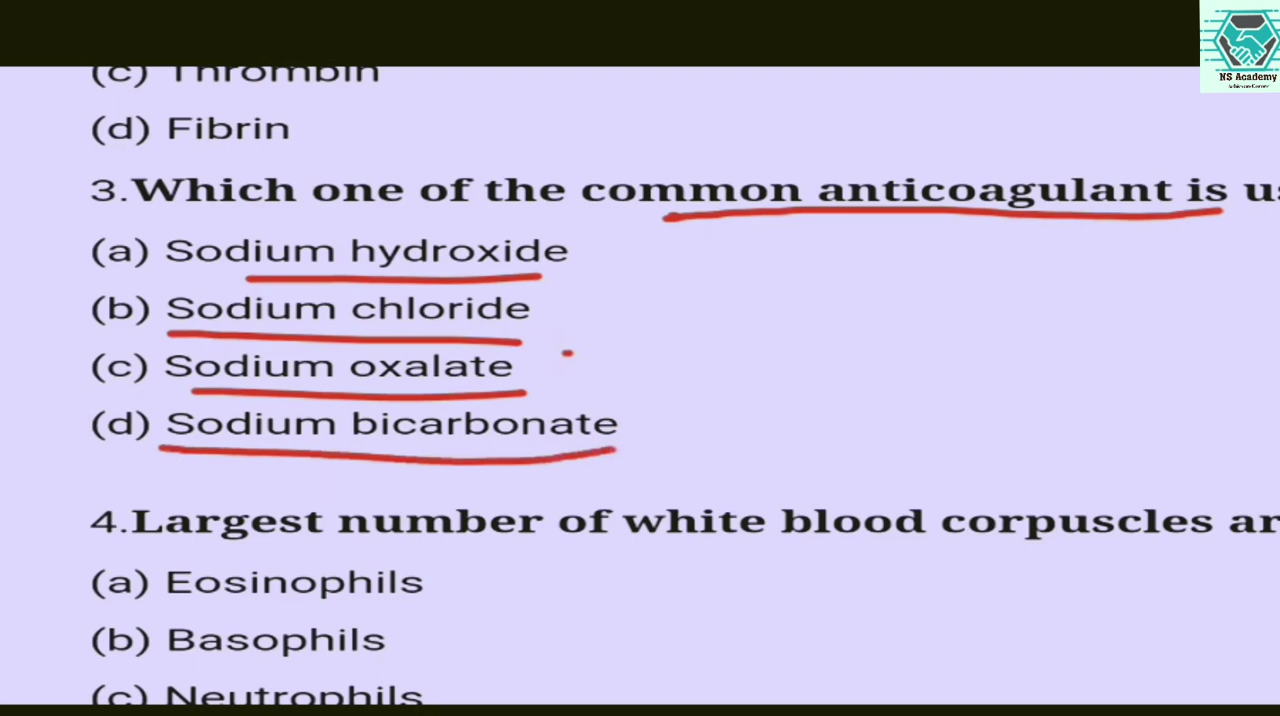 NS Academy
(c) Thrombin
(d) Fibrin
3.Which one of the common anticoagulant is
(a) Sodium hydroxide
(b) Sodium chloride
(c) Sodium oxalate
(d) Sodium bicarbonate
4.Largest number of white blood corpuscles
(a) Eosinophils
(b) Basophils
(c) Neutrophils